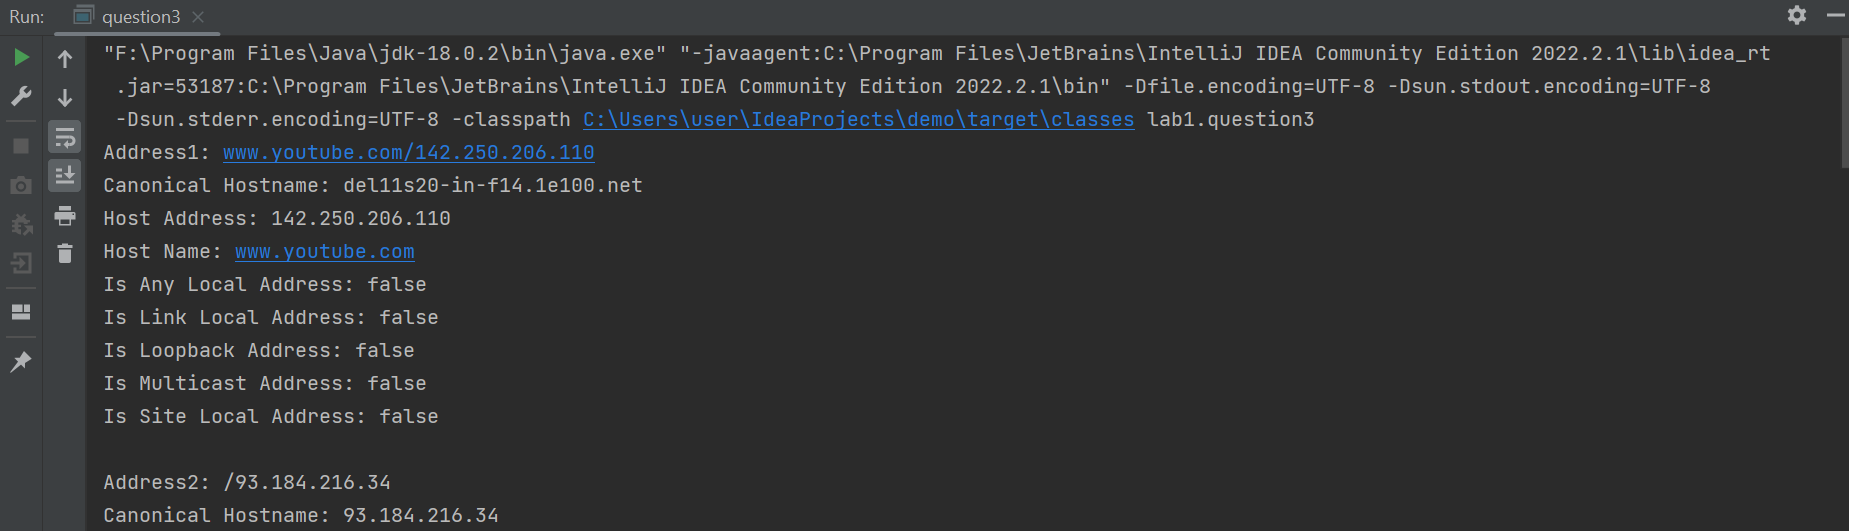 Run: question3
"F:\Program Files\Java\jdk-18.0.2\bin\java.exe" "-javaagent:C:\Program Files\JetBrains\IntelliJ IDEA Community Edition 2022.2.1\lib\idea_rt
.jar=53187:C:\Program Files\JetBrains\IntelliJ IDEA Community Edition 2022.2.1\bin" -Dfile.encoding=UTF-8 -Dsun.stdout.encoding=UTF-8
-Dsun.stderr.encoding=UTF-8 -classpath C:\Users\user\IdeaProjects\demo\target\classes lab1.question3
Address1: www.youtube.com/142.250.206.110
Canonical Hostname: del11s20-in-f14.1e100.net
Host Address: 142.250.206.110
Host Name: www.youtube.com
Is Any Local Address: false
Is Link Local Address: false
Is Loopback Address: false
Is Multicast Address: false
Is Site Local Address: false
Address2: /93.184.216.34
Canonical Hostname: 93.184.216.34